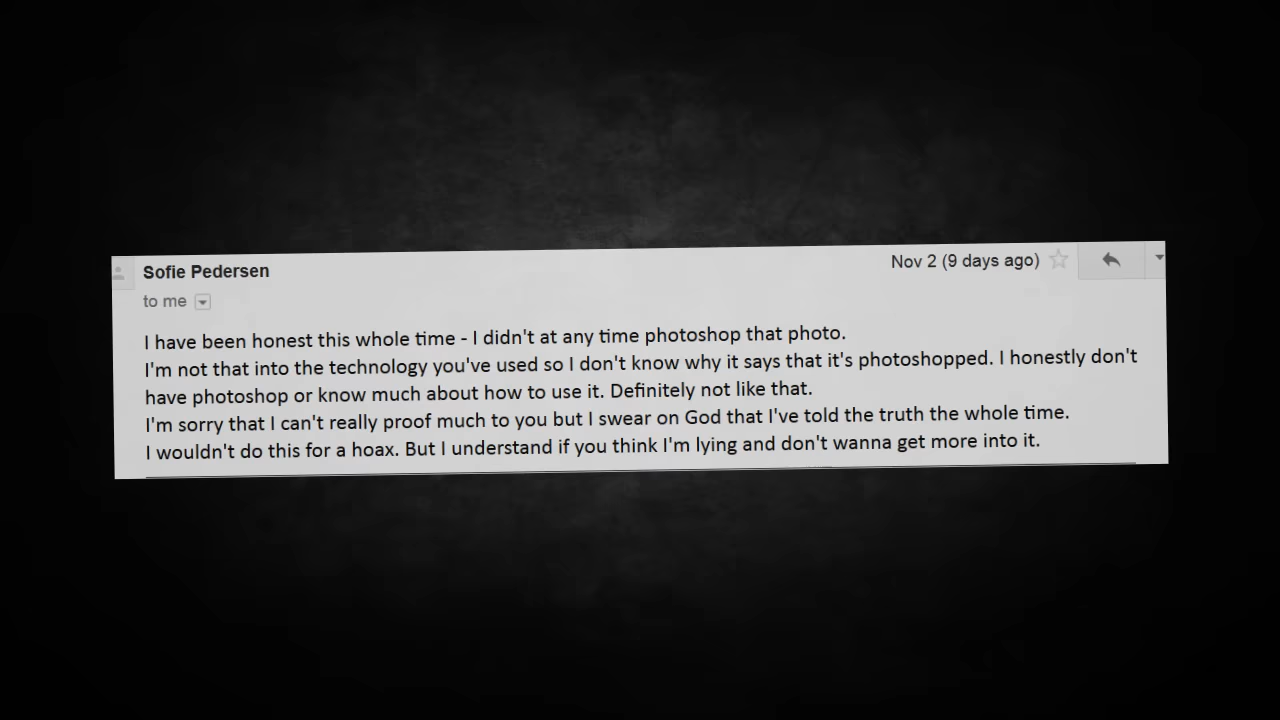 Sofie Pedersen
Nov 2 (9 days ago)
to me
I have been honest this whole time - I didn't at any time photoshop that photo.
I'm not that into the technology you've used so I don't know why it says that it's photoshopped. I honestly don't
have photoshop or know much about how to use it. Definitely not like that.
I'm sorry that I can't really proof much to you but I swear on God that I've told the truth the whole time.
I wouldn't do this for a hoax. But I understand if you think I'm lying and don't wanna get more into it.